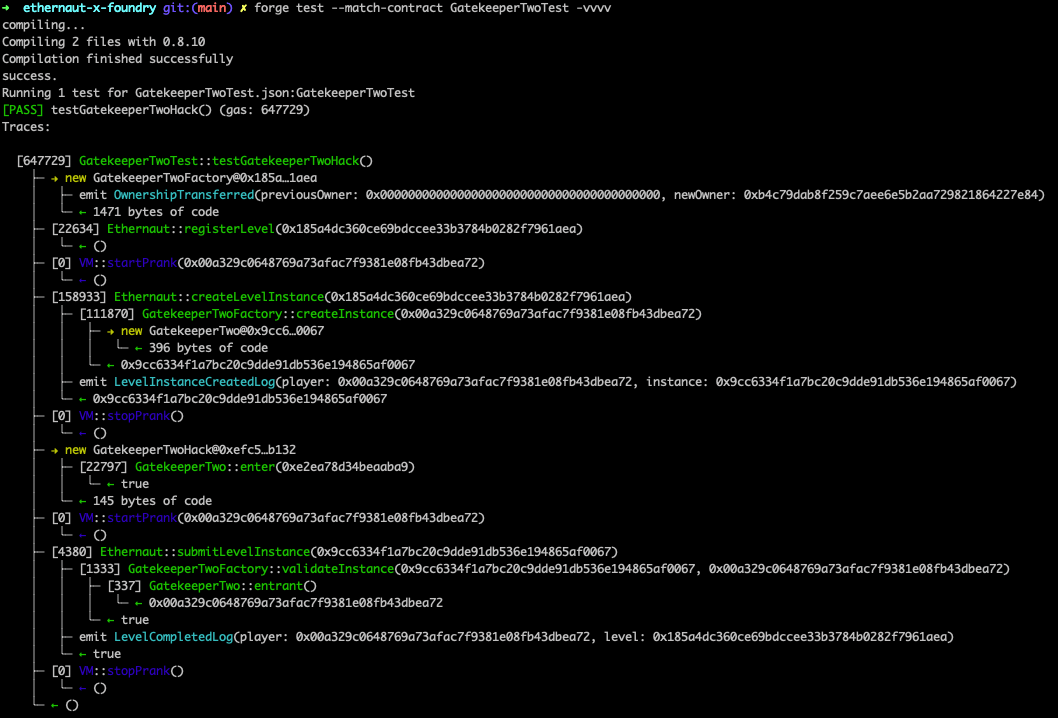 → ethernaut-x-foundry git:(main) ✗ forge test --match-contract GatekeeperTwoTest -vvvv
compiling...
Compiling 2 files with 0.8.10
Compilation finished successfully
success.
Running 1 test for GatekeeperTwoTest.json:GatekeeperTwoTest
[PASS] testGatekeeperTwoHack() (gas: 647729)
Traces:
[647729] GatekeeperTwoTest::testGatekeeperTwoHack()
├─ → new GatekeeperTwoFactory@0x185a…1aea
│   ├─ emit OwnershipTransferred(previousOwner: 0x0000000000000000000000000000000000000000, newOwner: 0xb4c79dab8f259c7aee6e5b2aa729821864227e84)
│   └─ ← 1471 bytes of code
├─ [22634] Ethernaut::registerLevel(0x185a4dc360ce69bdccee33b3784b0282f7961aea)
│   └─ ← ()
├─ [0] VM::startPrank(0x00a329c0648769a73afac7f9381e08fb43dbea72)
│   └─ ← ()
├─ [158933] Ethernaut::createLevelInstance(0x185a4dc360ce69bdccee33b3784b0282f7961aea)
│   ├─ [111870] GatekeeperTwoFactory::createInstance(0x00a329c0648769a73afac7f9381e08fb43dbea72)
│   │   ├─ → new GatekeeperTwo@0x9cc6…0067
│   │   │   └─ ← 396 bytes of code
│   │   └─ ← 0x9cc6334f1a7bc20c9dde91db536e194865af0067
│   ├─ emit LevelInstanceCreatedLog(player: 0x00a329c0648769a73afac7f9381e08fb43dbea72, instance: 0x9cc6334f1a7bc20c9dde91db536e194865af0067)
│   └─ ← 0x9cc6334f1a7bc20c9dde91db536e194865af0067
├─ [0] VM::stopPrank()
│   └─ ← ()
├─ → new GatekeeperTwoHack@0xefc5…b132
│   ├─ [22797] GatekeeperTwo::enter(0xe2ea78d34beaaba9)
│   │   └─ ← true
│   └─ ← 145 bytes of code
├─ [0] VM::startPrank(0x00a329c0648769a73afac7f9381e08fb43dbea72)
│   └─ ← ()
├─ [4380] Ethernaut::submitLevelInstance(0x9cc6334f1a7bc20c9dde91db536e194865af0067)
│   ├─ [1333] GatekeeperTwoFactory::validateInstance(0x9cc6334f1a7bc20c9dde91db536e194865af0067, 0x00a329c0648769a73afac7f9381e08fb43dbea72)
│   │   ├─ [337] GatekeeperTwo::entrant()
│   │   │   └─ ← 0x00a329c0648769a73afac7f9381e08fb43dbea72
│   │   └─ ← true
│   ├─ emit LevelCompletedLog(player: 0x00a329c0648769a73afac7f9381e08fb43dbea72, level: 0x185a4dc360ce69bdccee33b3784b0282f7961aea)
│   └─ ← true
├─ [0] VM::stopPrank()
│   └─ ← ()
└─ ← ()